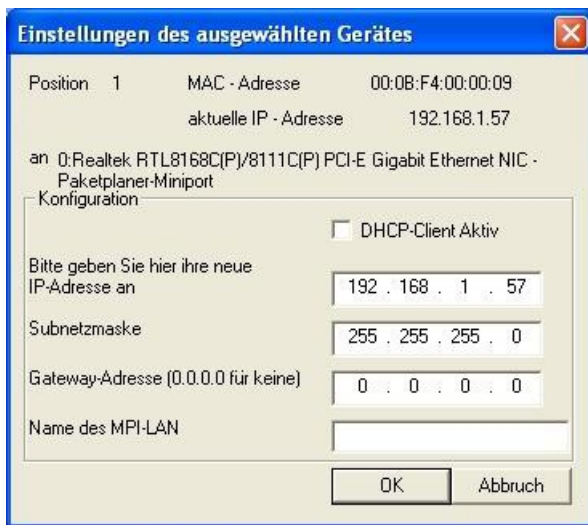 Einstellungen des ausgewählten Gerätes
Position 1 MAC - Adresse 00:0B:F4:00:00:09
aktuelle IP - Adresse 192.168.1.57
an 0:Realtek RTL8168C(P)/8111C(P) PCI-E Gigabit Ethernet NIC -
Paketplaner-Miniport
Konfiguration
DHCP-Client Aktiv
Bitte geben Sie hier ihre neue
IP-Adresse an 192 . 168 . 1 . 57
Subnetzmaske 255 . 255 . 255 . 0
Gateway-Adresse (0.0.0.0 für keine) 0 . 0 . 0 . 0
Name des MPI-LAN
OK Abbruch